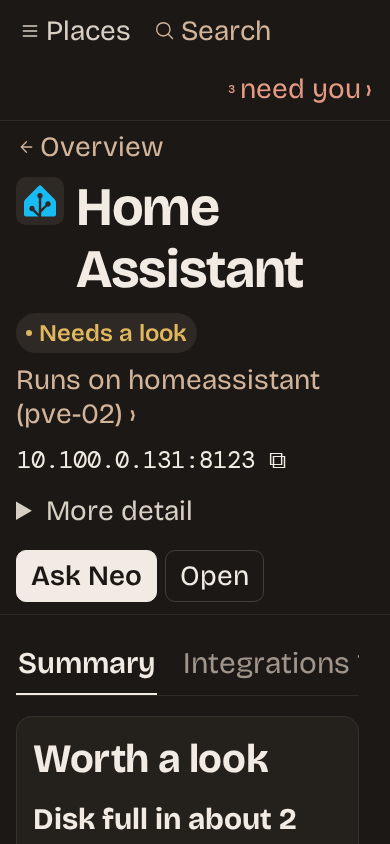 Places Search
3 need you ›
← Overview
Home
Assistant
• Needs a look
Runs on homeassistant
(pve-02) ›
10.100.0.131:8123
▶ More detail
Ask Neo Open
Summary Integrations
Worth a look
Disk full in about 2